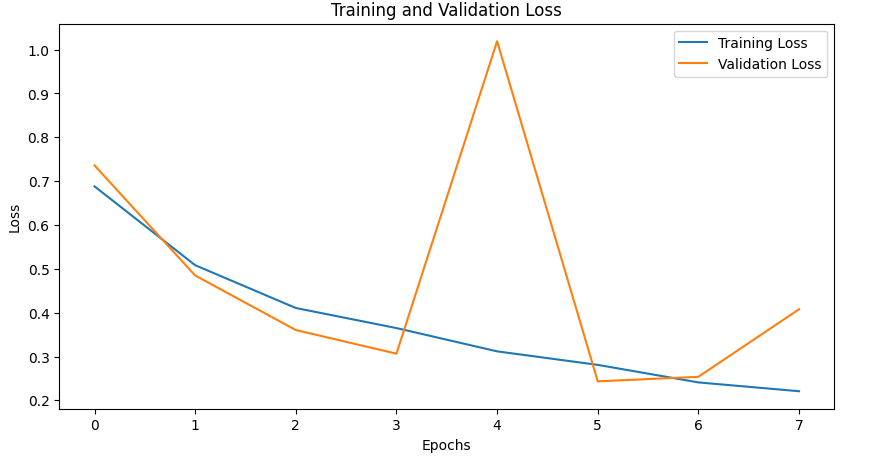 Training and Validation Loss
Training Loss
Validation Loss
1.0
0.9
0.8
0.7
0.6
0.5
0.4
0.3
0.2
Loss
0 1 2 3 4 5 6 7
Epochs